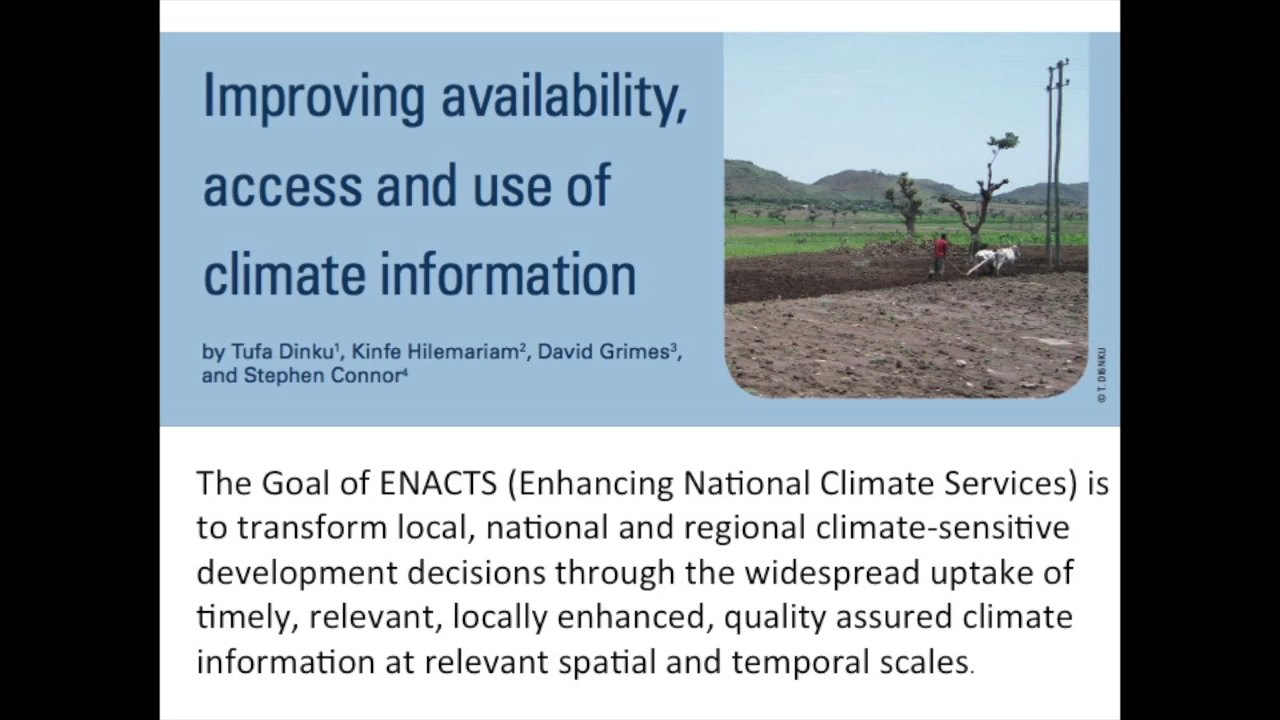 Improving availability,
access and use of
climate information
by Tufa Dinku¹, Kinfe Hilemariam², David Grimes³,
and Stephen Connor⁴
© T. DINKU
The Goal of ENACTS (Enhancing National Climate Services) is
to transform local, national and regional climate-sensitive
development decisions through the widespread uptake of
timely, relevant, locally enhanced, quality assured climate
information at relevant spatial and temporal scales.